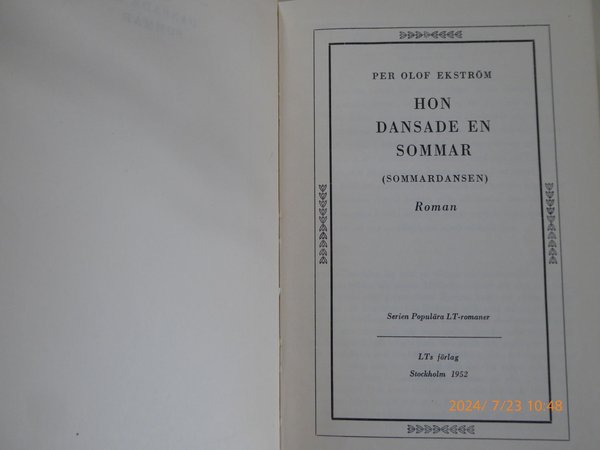 PER OLOF EKSTRÖM
HON
DANSADE EN
SOMMAR
(SOMMARDANSEN)
Roman
Serien Populära LT-romaner
LTs förlag
Stockholm 1952
2024/ 7/23 10:48